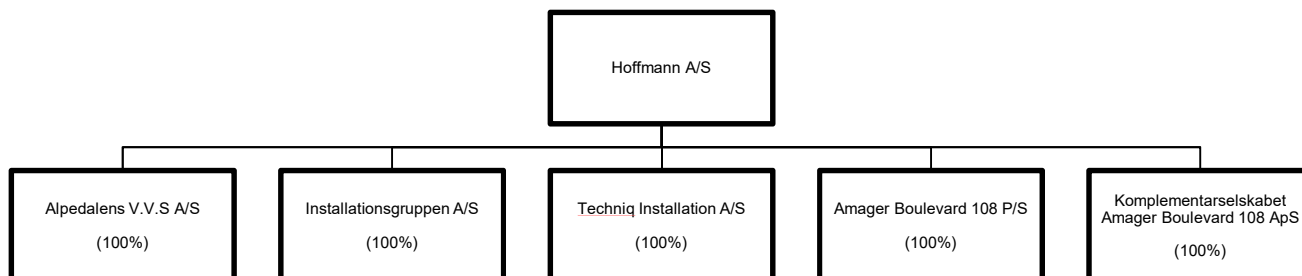 Hoffmann A/S
Alpedalens V.V.S A/S
(100%)
Installationsgruppen A/S
(100%)
Techniq Installation A/S
(100%)
Amager Boulevard 108 P/S
(100%)
Komplementarselskabet
Amager Boulevard 108 ApS
(100%)